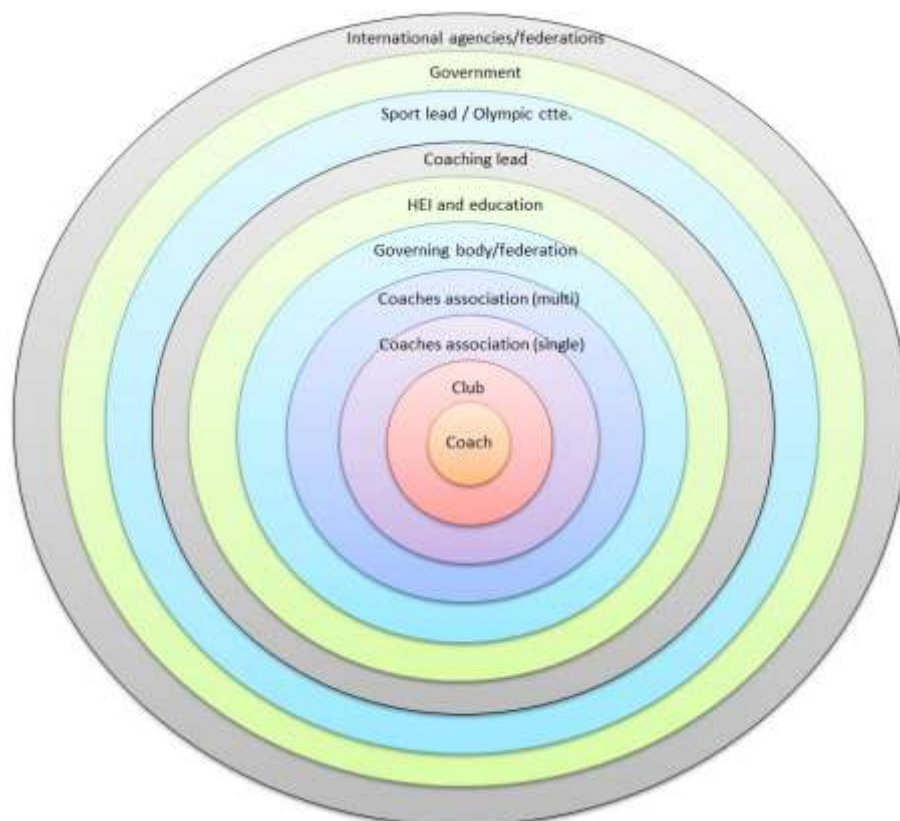 International agencies/federations
Government
Sport lead / Olympic ctte.
Coaching lead
HEI and education
Governing body/federation
Coaches association (multi)
Coaches association (single)
Club
Coach